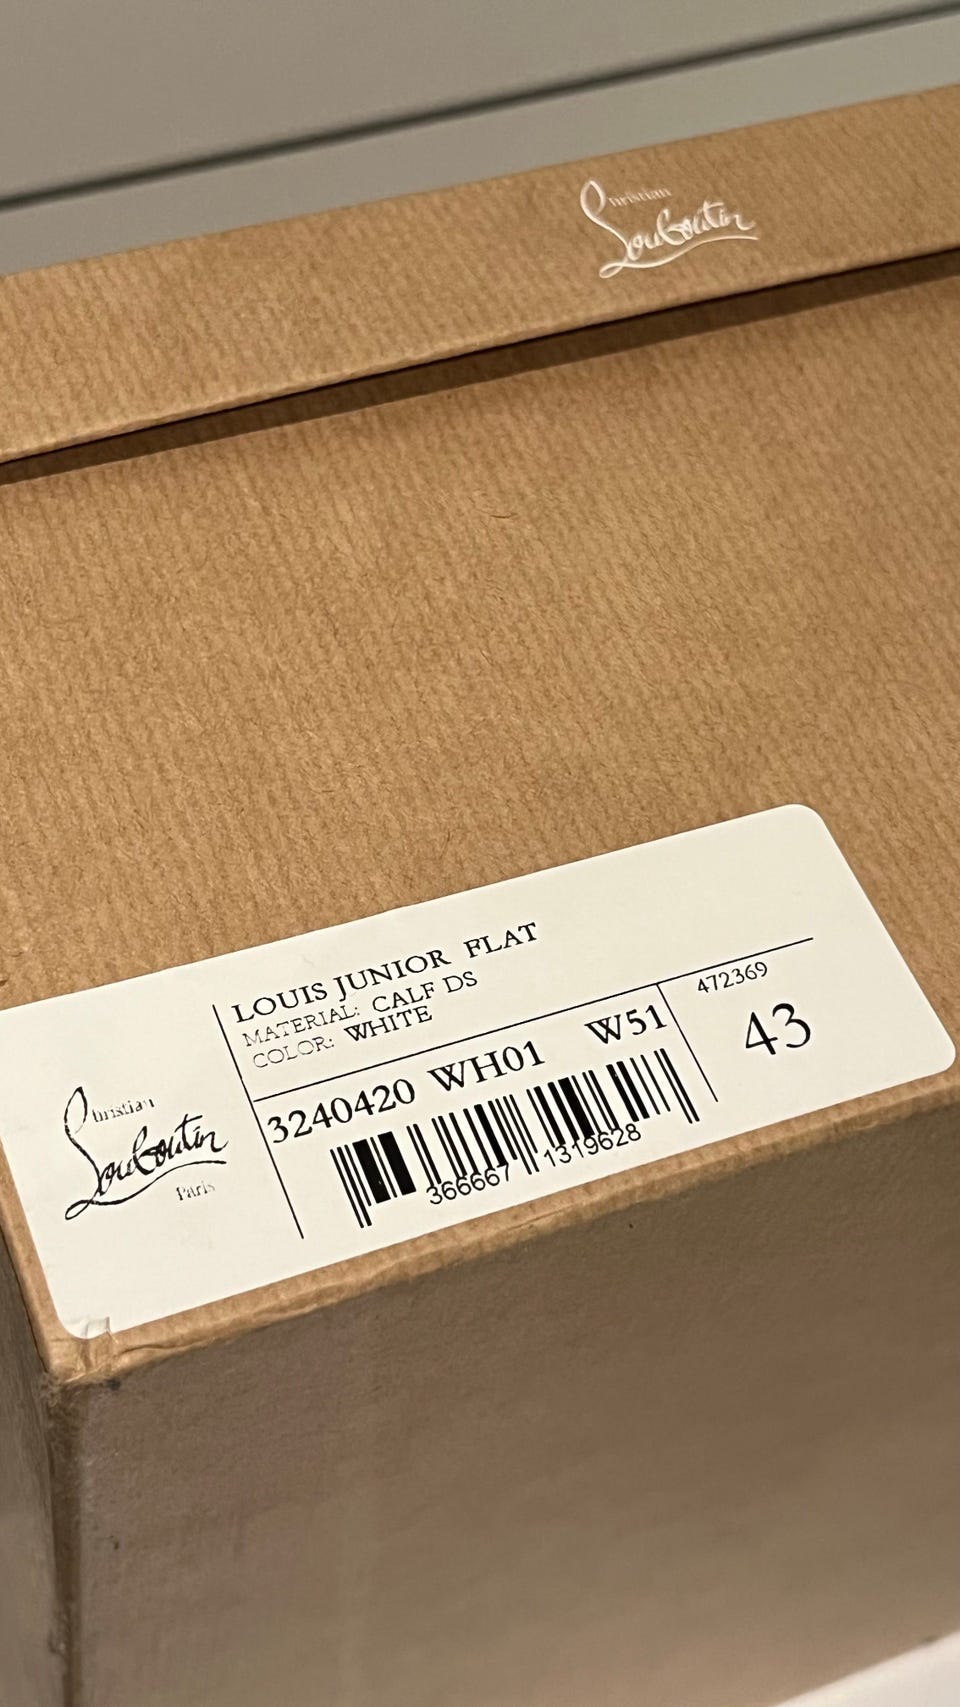 Christian
Louboutin
LOUIS JUNIOR FLAT
MATERIAL: CALF DS
COLOR: WHITE
472369
3240420 WH01 W51
43
366667 1319628
Christian
Louboutin
Paris